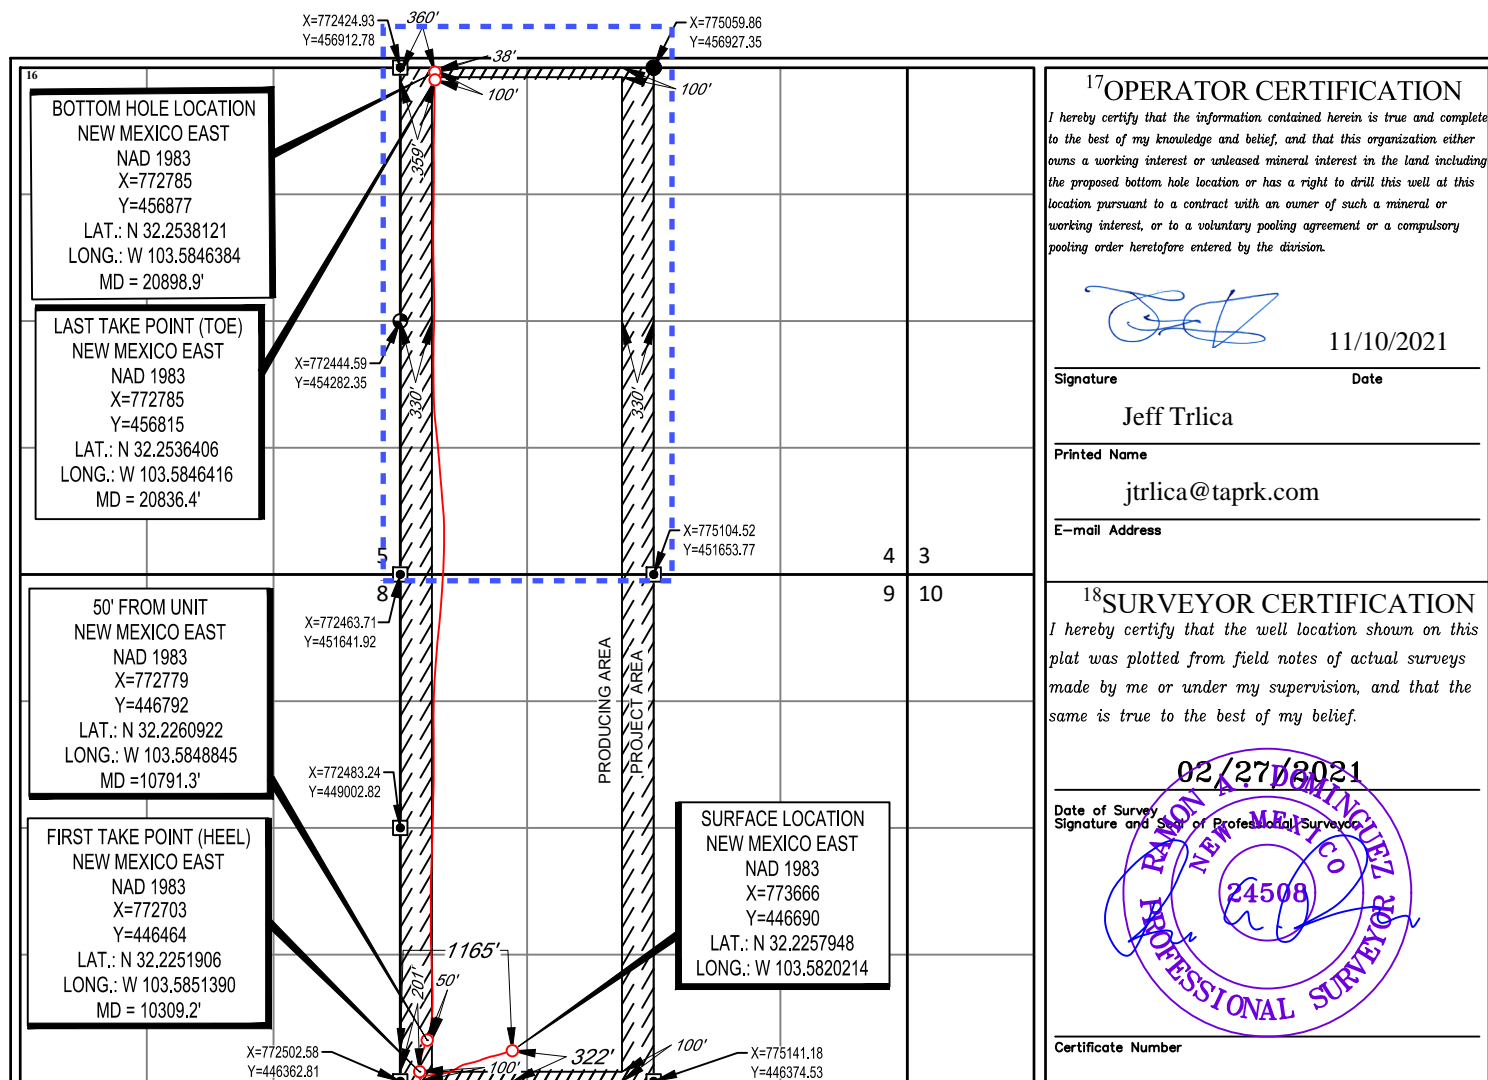 X=772424.93
Y=456912.78
360'
X=775059.86
Y=456927.35
16
38'
100'
100'
BOTTOM HOLE LOCATION
NEW MEXICO EAST
NAD 1983
X=772785
Y=456877
LAT.: N 32.2538121
LONG.: W 103.5846384
MD = 20898.9'
359'
LAST TAKE POINT (TOE)
NEW MEXICO EAST
NAD 1983
X=772785
Y=456815
LAT.: N 32.2536406
LONG.: W 103.5846416
MD = 20836.4'
X=772444.59
Y=454282.35
330'
330'
X=775104.52
Y=451653.77
5
4
3
8
9
10
50' FROM UNIT
NEW MEXICO EAST
NAD 1983
X=772779
Y=446792
LAT.: N 32.2260922
LONG.: W 103.5848845
MD =10791.3'
X=772463.71
Y=451641.92
PRODUCING AREA
PROJECT AREA
X=772483.24
Y=449002.82
FIRST TAKE POINT (HEEL)
NEW MEXICO EAST
NAD 1983
X=772703
Y=446464
LAT.: N 32.2251906
LONG.: W 103.5851390
MD = 10309.2'
SURFACE LOCATION
NEW MEXICO EAST
NAD 1983
X=773666
Y=446690
LAT.: N 32.2257948
LONG.: W 103.5820214
1165'
201'
50'
X=772502.58
Y=446362.81
100'
322'
100'
X=775141.18
Y=446374.53
17OPERATOR CERTIFICATION
I hereby certify that the information contained herein is true and complete
to the best of my knowledge and belief, and that this organization either
owns a working interest or unleased mineral interest in the land including
the proposed bottom hole location or has a right to drill this well at this
location pursuant to a contract with an owner of such a mineral or
working interest, or to a voluntary pooling agreement or a compulsory
pooling order heretofore entered by the division.
11/10/2021
Signature Date
Jeff Trlica
Printed Name
jtrlica@taprk.com
E-mail Address
18SURVEYOR CERTIFICATION
I hereby certify that the well location shown on this
plat was plotted from field notes of actual surveys
made by me or under my supervision, and that the
same is true to the best of my belief.
02/27/2021
Date of Survey
Signature and Seal of Professional Surveyor
RAMON A. DOMINGUEZ
NEW MEXICO
24508
PROFESSIONAL SURVEYOR
Certificate Number